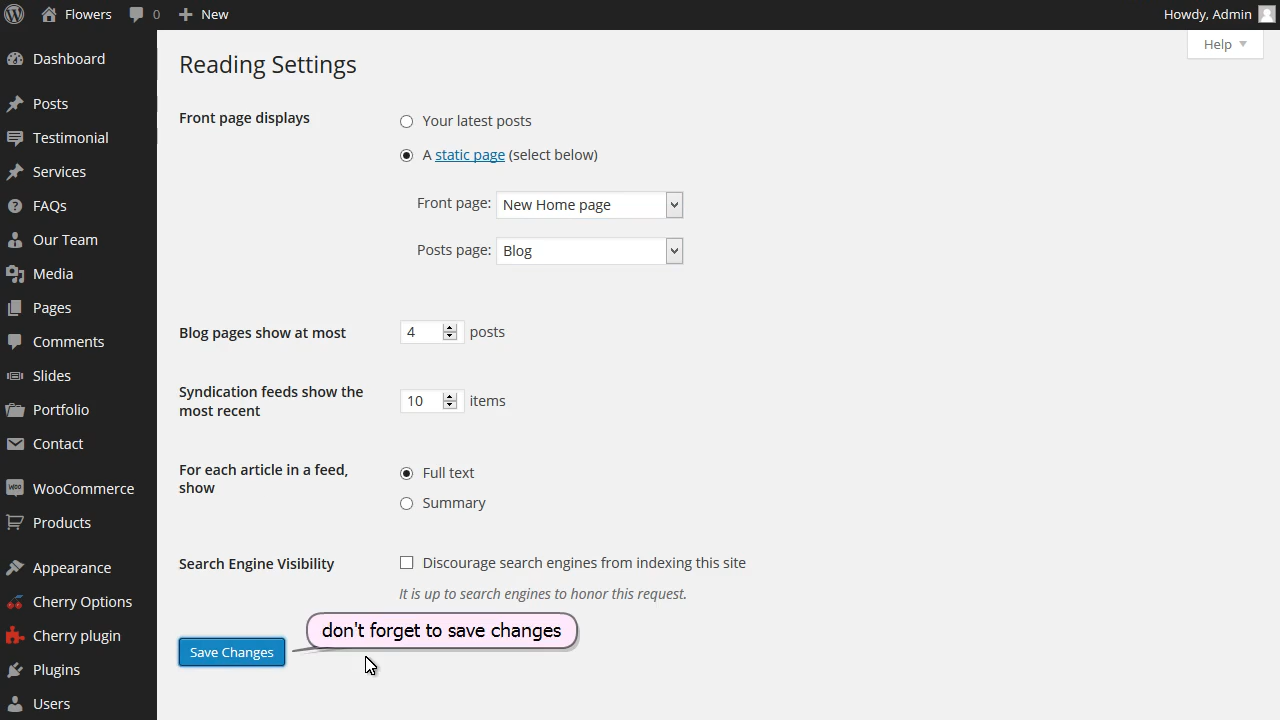 Flowers 0 New Howdy, Admin
Help
Dashboard
Posts
Testimonial
Services
FAQs
Our Team
Media
Pages
Comments
Slides
Portfolio
Contact
WOO WooCommerce
Products
Appearance
Cherry Options
Cherry plugin
Plugins
Users
Reading Settings
Front page displays
Your latest posts
A static page (select below)
Front page: New Home page
Posts page: Blog
Blog pages show at most 4 posts
Syndication feeds show the
most recent
10 items
For each article in a feed,
show
Full text
Summary
Search Engine Visibility
Discourage search engines from indexing this site
It is up to search engines to honor this request.
don't forget to save changes
Save Changes